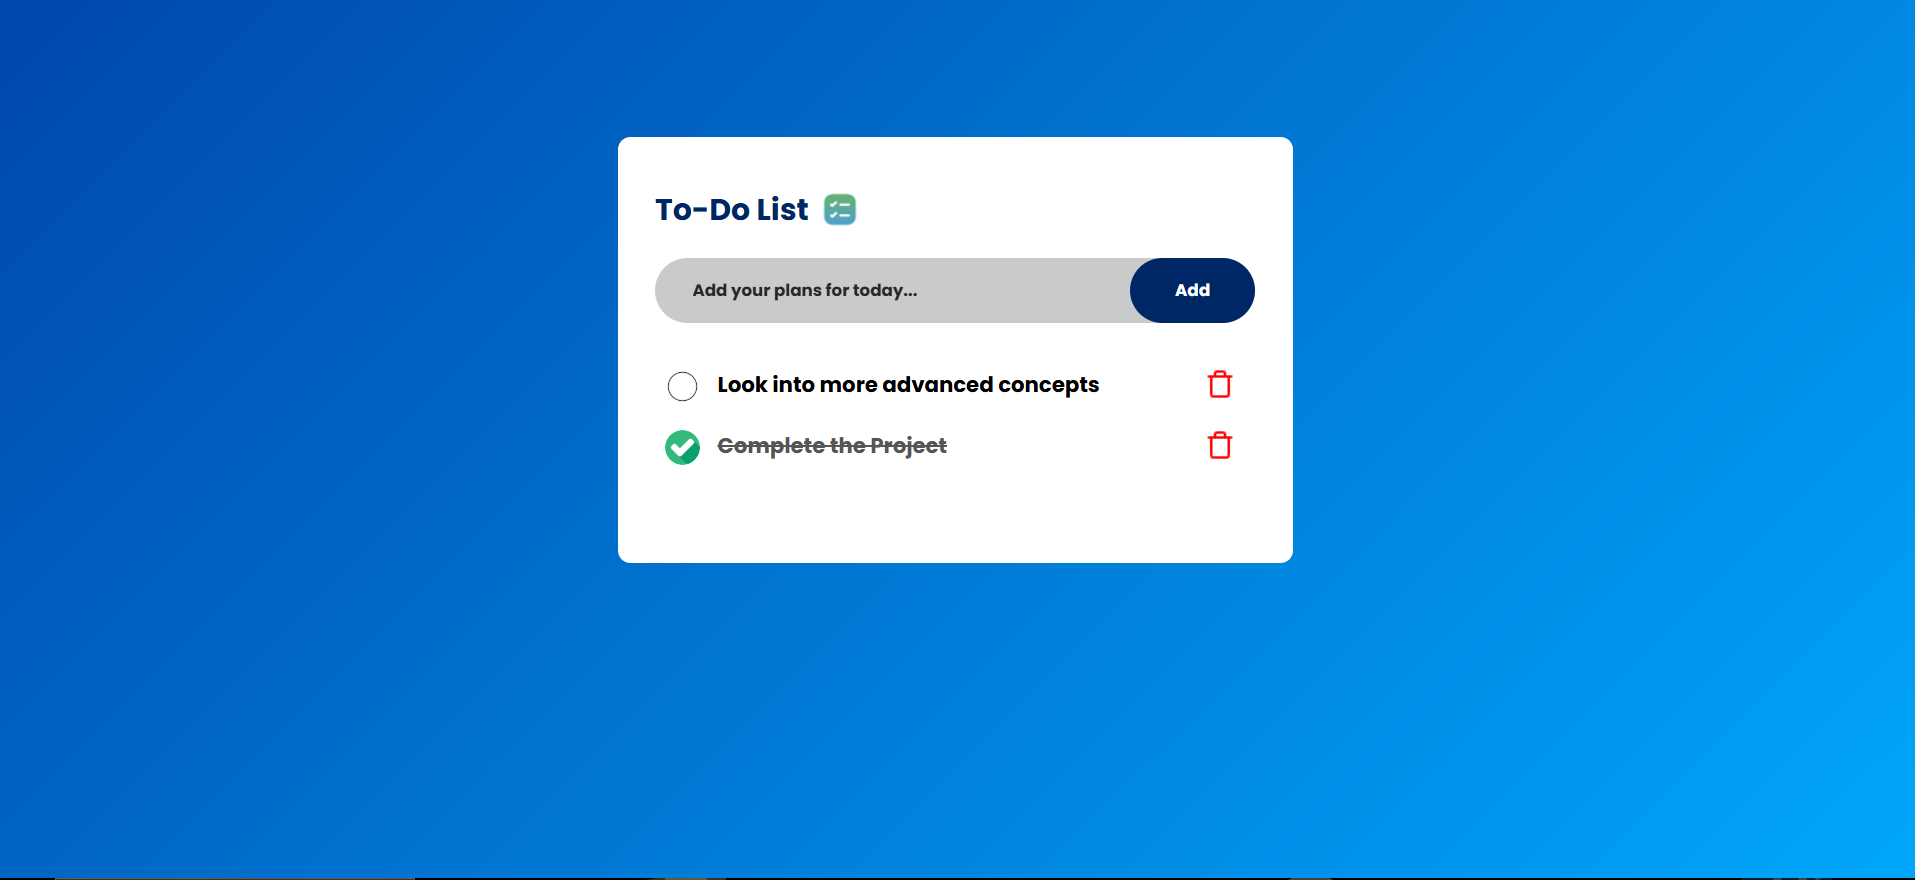 To-Do List
Add your plans for today...
Add
Look into more advanced concepts
Complete the Project